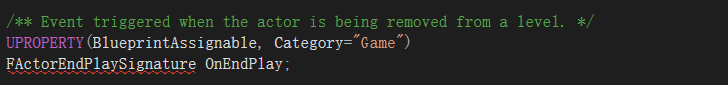 /** Event triggered when the actor is being removed from a level. */
UPROPERTY(BlueprintAssignable, Category="Game")
FActorEndPlaySignature OnEndPlay;